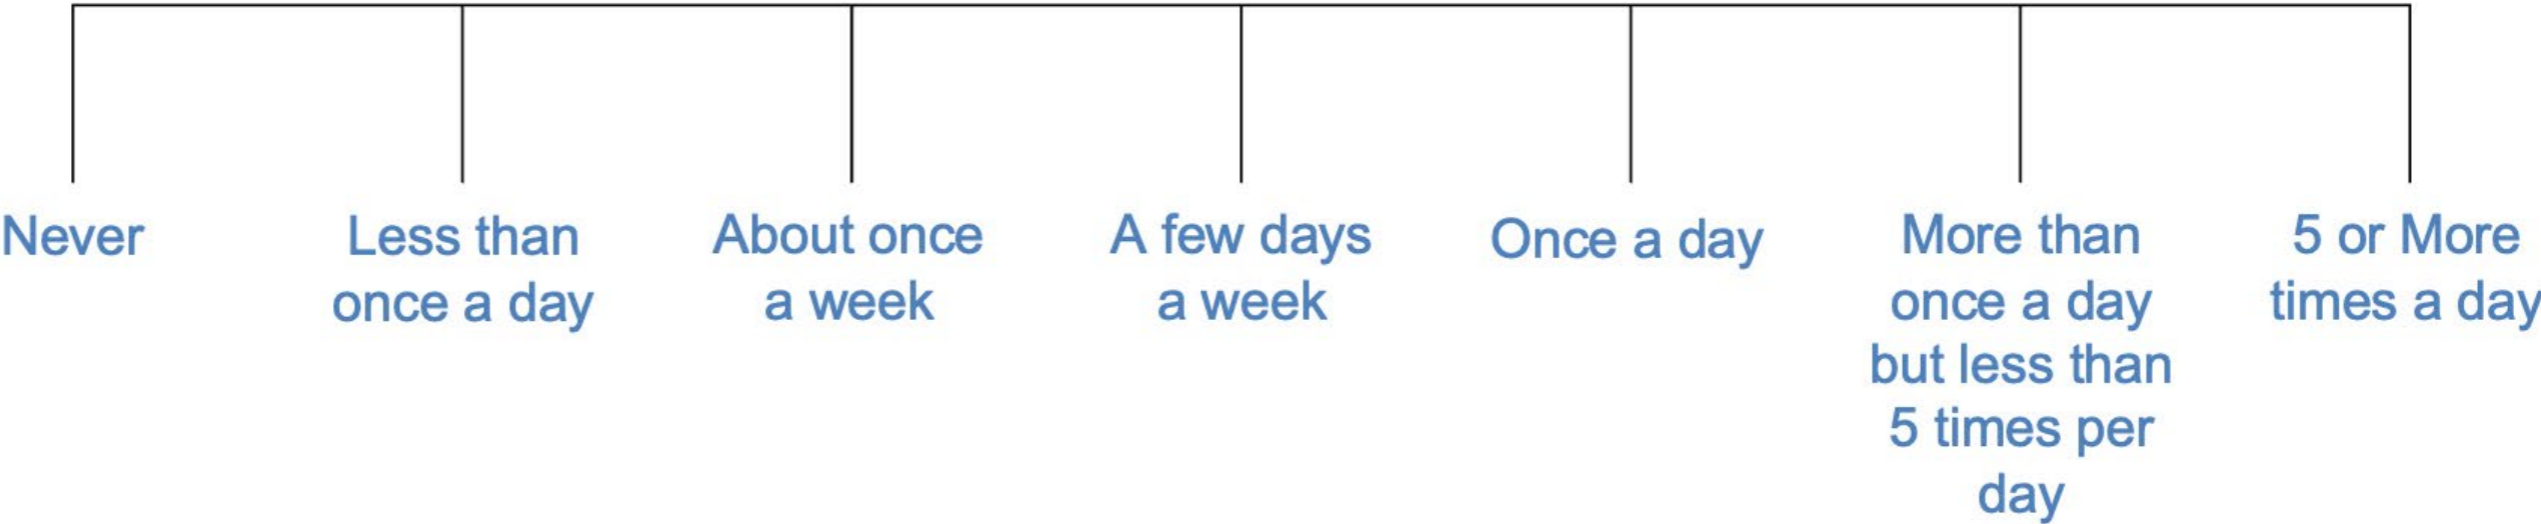 Never
Less than
once a day
About once
a week
A few days
a week
Once a day
More than
once a day
but less than
5 times per
day
5 or More
times a day